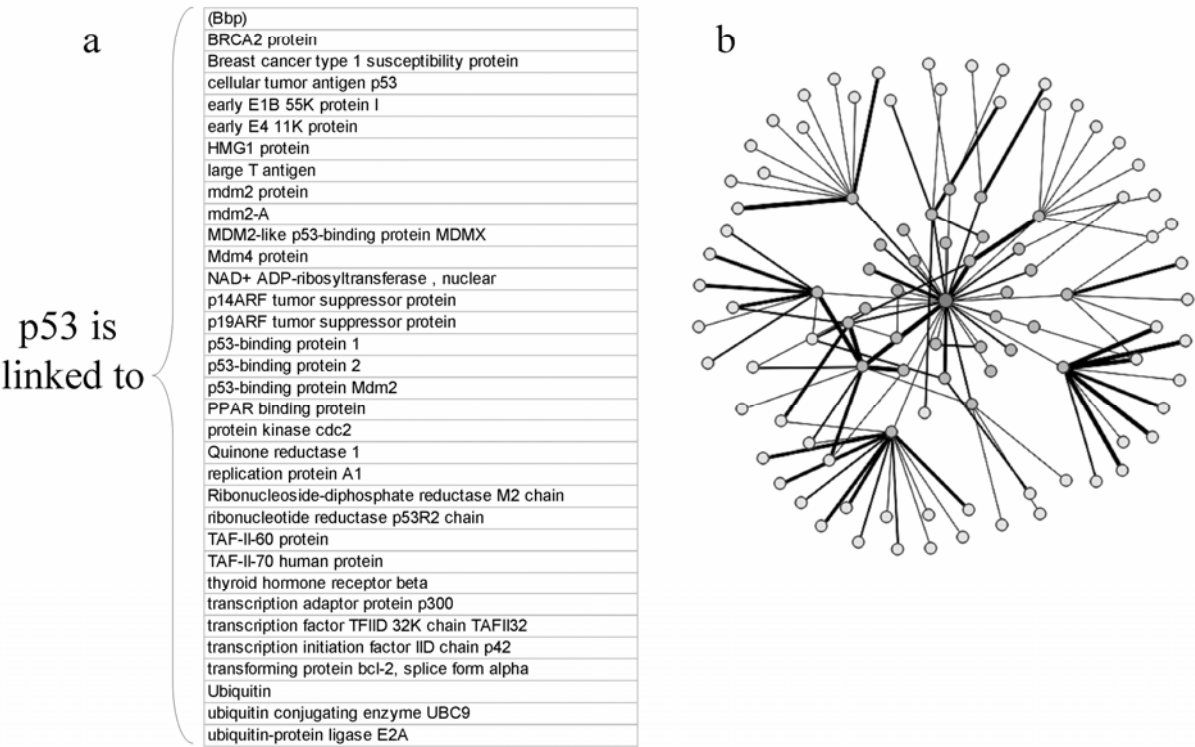 a
p53 is
linked to
(Bbp)
BRCA2 protein
Breast cancer type 1 susceptibility protein
cellular tumor antigen p53
early E1B 55K protein I
early E4 11K protein
HMG1 protein
large T antigen
mdm2 protein
mdm2-A
MDM2-like p53-binding protein MDMX
Mdm4 protein
NAD+ ADP-ribosyltransferase , nuclear
p14ARF tumor suppressor protein
p19ARF tumor suppressor protein
p53-binding protein 1
p53-binding protein 2
p53-binding protein Mdm2
PPAR binding protein
protein kinase cdc2
Quinone reductase 1
replication protein A1
Ribonucleoside-diphosphate reductase M2 chain
ribonucleotide reductase p53R2 chain
TAF-II-60 protein
TAF-II-70 human protein
thyroid hormone receptor beta
transcription adaptor protein p300
transcription factor TFIID 32K chain TAFII32
transcription initiation factor IID chain p42
transforming protein bcl-2, splice form alpha
Ubiquitin
ubiquitin conjugating enzyme UBC9
ubiquitin-protein ligase E2A
b